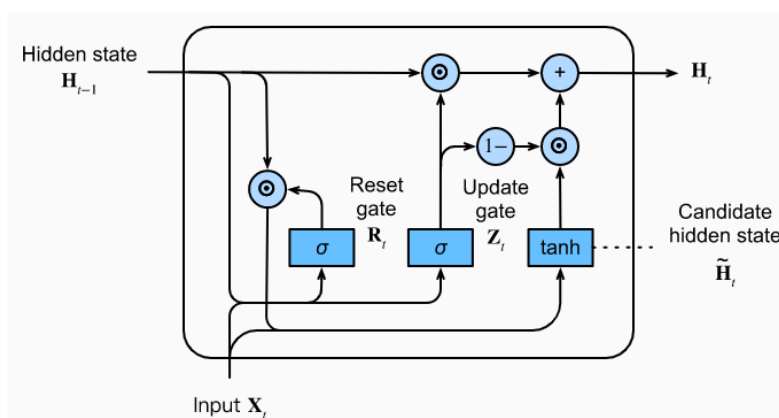 Hidden state
H_{t−1}
⊙
+
H_t
1−
⊙
⊙
Reset
gate
R_t
Update
gate
Z_t
σ
σ
tanh
Candidate
hidden state
H̃_t
Input X_t